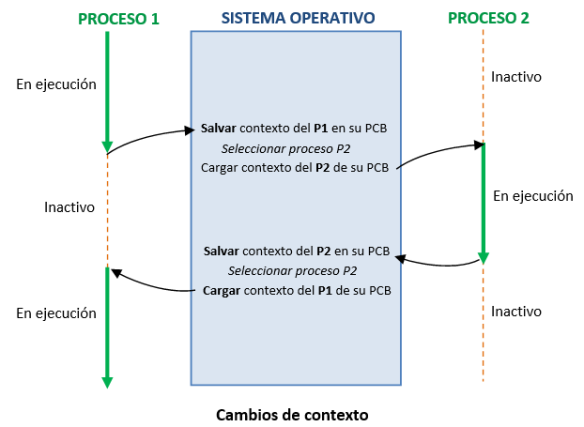 PROCESO 1
SISTEMA OPERATIVO
PROCESO 2
En ejecución
Inactivo
Salvar contexto del P1 en su PCB
Seleccionar proceso P2
Cargar contexto del P2 de su PCB
Inactivo
En ejecución
Salvar contexto del P2 en su PCB
Seleccionar proceso P2
Cargar contexto del P1 de su PCB
En ejecución
Inactivo
Cambios de contexto